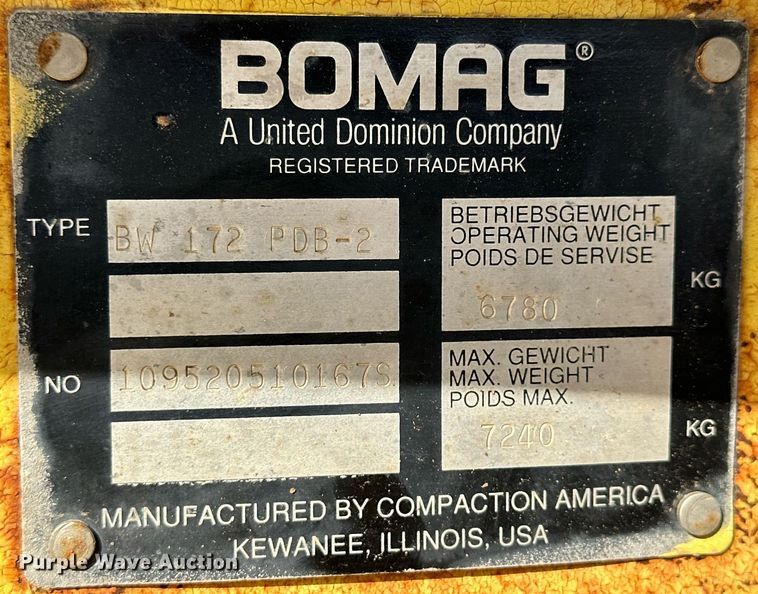 BOMAG®
A United Dominion Company
REGISTERED TRADEMARK
TYPE
BW 172 PDB-2
BETRIEBSGEWICHT
OPERATING WEIGHT
POIDS DE SERVISE
6780
KG
NO
109520510167S
MAX. GEWICHT
MAX. WEIGHT
POIDS MAX.
7240
KG
MANUFACTURED BY COMPACTION AMERICA
KEWANEE, ILLINOIS, USA
Purple Wave Auction